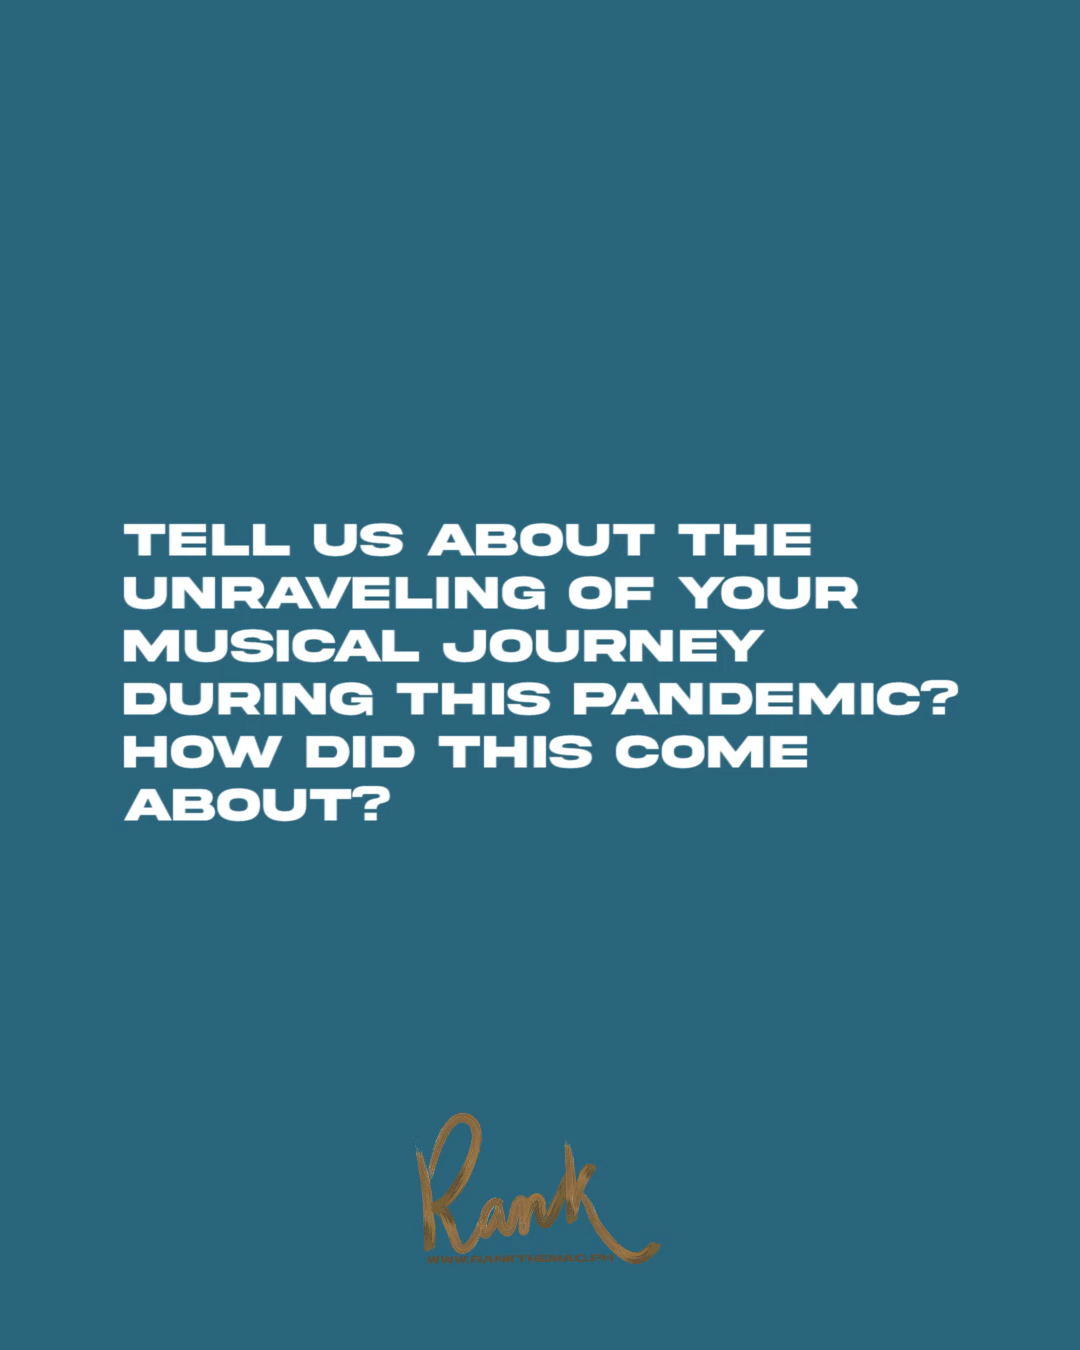 TELL US ABOUT THE
UNRAVELING OF YOUR
MUSICAL JOURNEY
DURING THIS PANDEMIC?
HOW DID THIS COME
ABOUT?
Rank